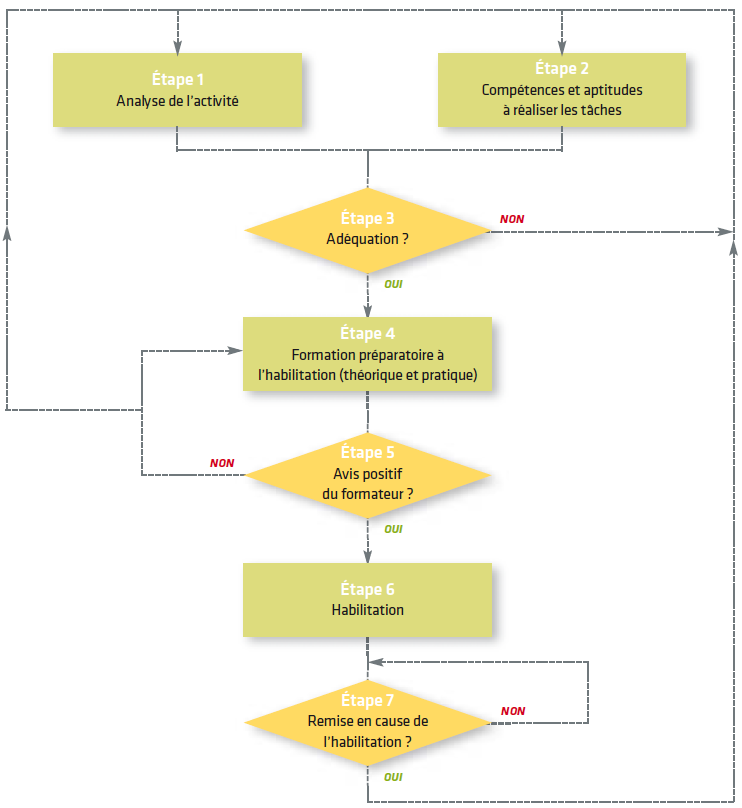 Étape 1
Analyse de l'activité
Étape 2
Compétences et aptitudes
à réaliser les tâches
Étape 3
Adéquation ?
NON
OUI
Étape 4
Formation préparatoire à
l'habilitation (théorique et pratique)
Étape 5
Avis positif
du formateur ?
NON
OUI
Étape 6
Habilitation
Étape 7
Remise en cause de
l'habilitation ?
NON
OUI